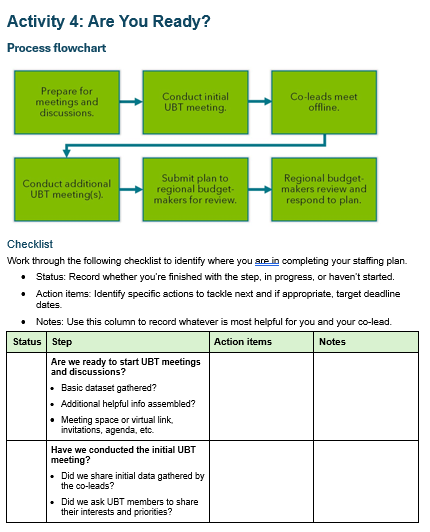 Activity 4: Are You Ready?
Process flowchart
Prepare for
meetings and
discussions.
Conduct initial
UBT meeting.
Co-leads meet
offline.
Conduct additional
UBT meeting(s).
Submit plan to
regional budget-
makers for review.
Regional budget-
makers review and
respond to plan.
Checklist
Work through the following checklist to identify where you are in completing your staffing plan.
• Status: Record whether you're finished with the step, in progress, or haven't started.
• Action items: Identify specific actions to tackle next and if appropriate, target deadline
dates.
• Notes: Use this column to record whatever is most helpful for you and your co-lead.
Status Step Action items Notes
Are we ready to start UBT meetings
and discussions?
• Basic dataset gathered?
• Additional helpful info assembled?
• Meeting space or virtual link,
invitations, agenda, etc.
Have we conducted the initial UBT
meeting?
• Did we share initial data gathered by
the co-leads?
• Did we ask UBT members to share
their interests and priorities?